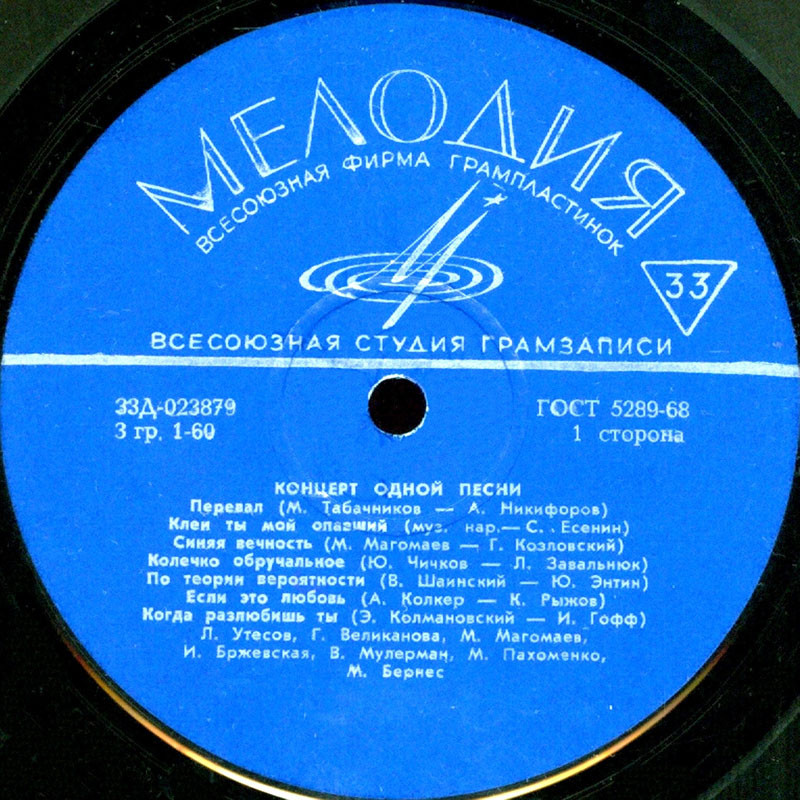 МЕЛОДИЯ
ВСЕСОЮЗНАЯ ФИРМА ГРАМПЛАСТИНОК
33
ВСЕСОЮЗНАЯ СТУДИЯ ГРАМЗАПИСИ
33Д-023879
ГОСТ 5289-68
3 гр. 1-60
1 сторона
КОНЦЕРТ ОДНОЙ ПЕСНИ
Перевал (М. Табачников — А. Никифоров)
Клен ты мой опавший (муз. нар.— С. Есенин)
Синяя вечность (М. Магомаев — Г. Козловский)
Колечко обручальное (Ю. Чичков — Л. Завальнюк)
По теории вероятности (В. Шаинский — Ю. Энтин)
Если это любовь (А. Колкер — К. Рыжов)
Когда разлюбишь ты (Э. Колмановский — И. Гофф)
Л. Утесов, Г. Великанова, М. Магомаев,
И. Бржевская, В. Мулерман, М. Пахоменко,
М. Бернес